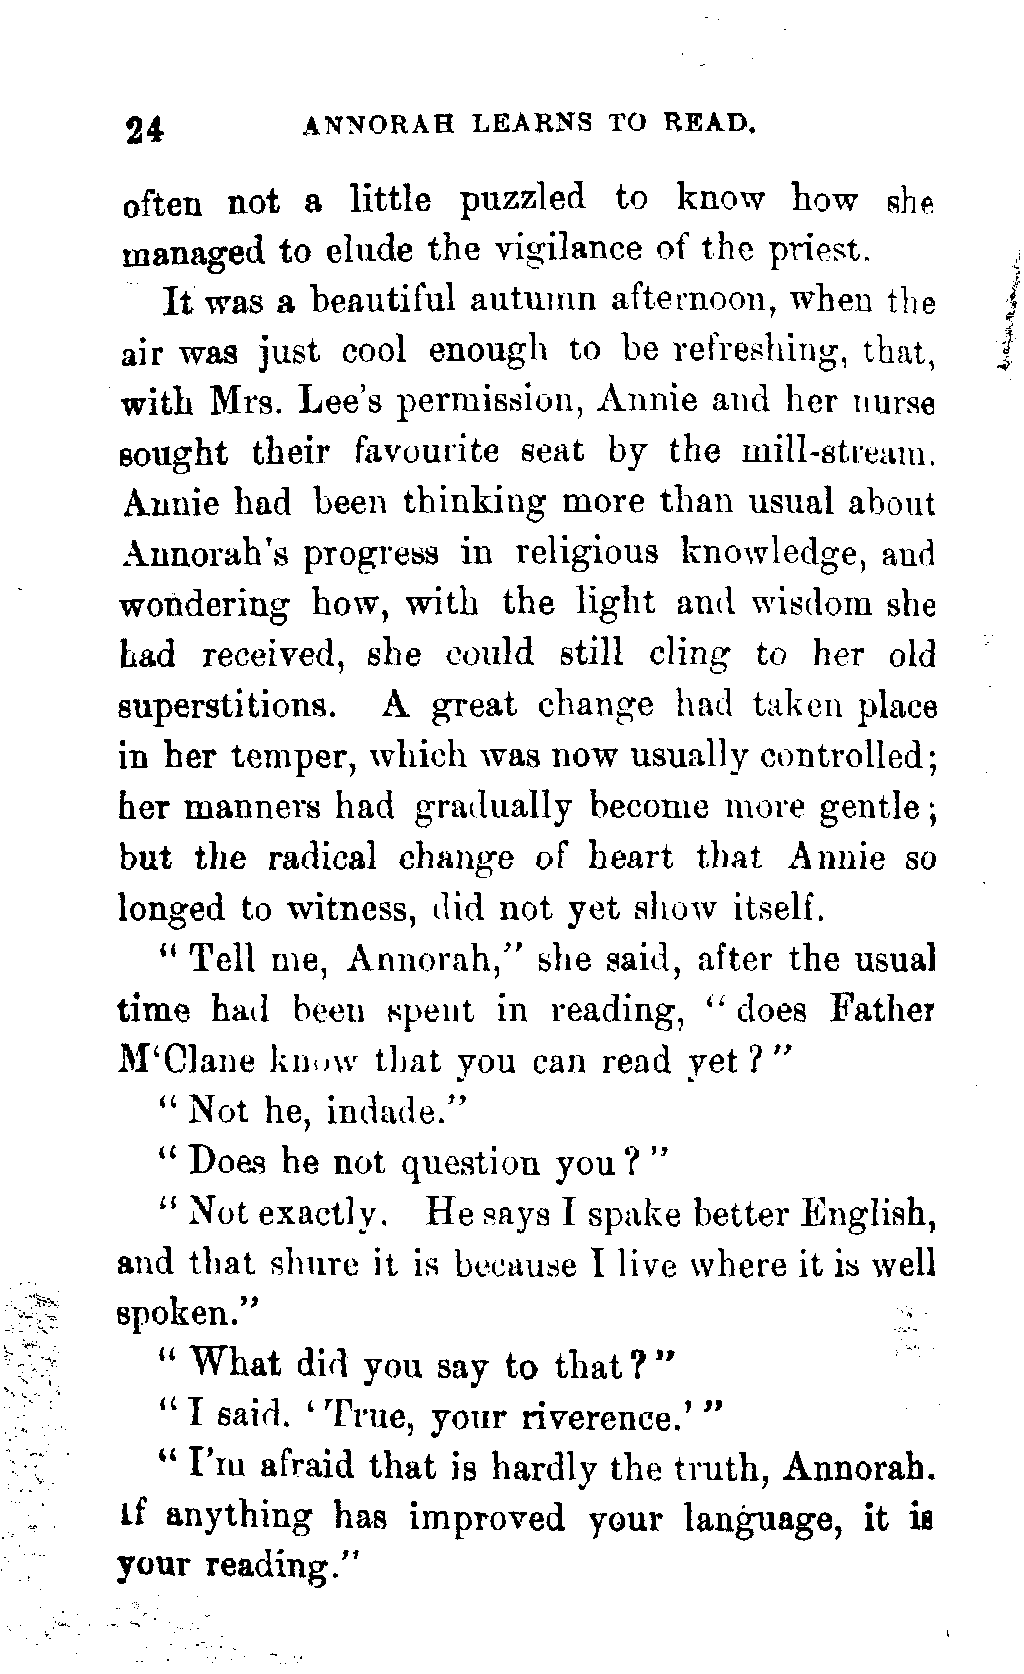 24 ANNORAH LEARNS TO READ.
often not a little puzzled to know how she
managed to elude the vigilance of the priest.
It was a beautiful autumn afternoon, when the
air was just cool enough to be refreshing, that,
with Mrs. Lee's permission, Annie and her nurse
sought their favourite seat by the mill-stream.
Annie had been thinking more than usual about
Annorah's progress in religious knowledge, and
wondering how, with the light and wisdom she
had received, she could still cling to her old
superstitions. A great change had taken place
in her temper, which was now usually controlled;
her manners had gradually become more gentle;
but the radical change of heart that Annie so
longed to witness, did not yet show itself.
"Tell me, Annorah," she said, after the usual
time had been spent in reading, "does Father
M'Clane know that you can read yet?"
"Not he, indade."
"Does he not question you?"
"Not exactly. He says I spake better English,
and that shure it is because I live where it is well
spoken."
"What did you say to that?"
"I said. 'True, your riverence.'"
"I'm afraid that is hardly the truth, Annorah.
If anything has improved your language, it is
your reading."